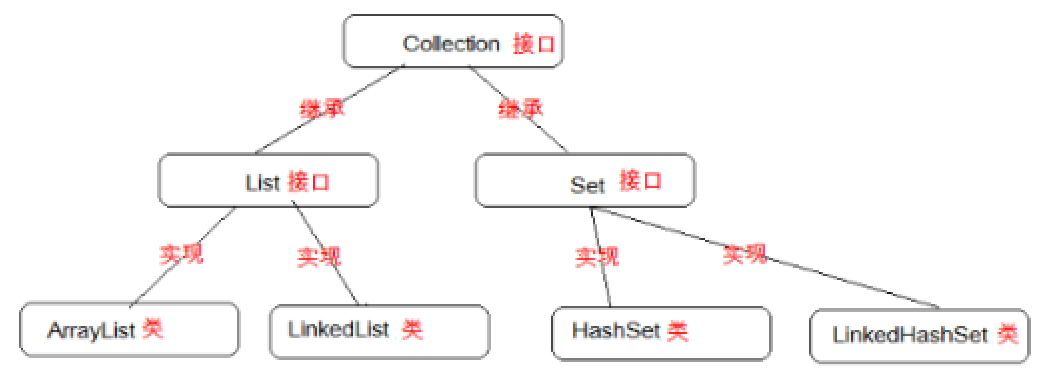 Collection 接口
继承 继承
List 接口 Set 接口
实现 实现 实现 实现
ArrayList 类 LinkedList 类 HashSet 类 LinkedHashSet 类